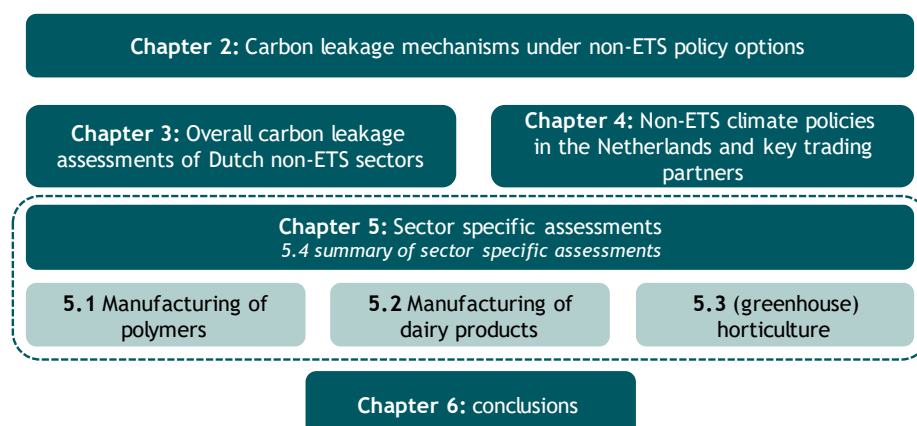 Chapter 2: Carbon leakage mechanisms under non-ETS policy options
Chapter 3: Overall carbon leakage
assessments of Dutch non-ETS sectors
Chapter 4: Non-ETS climate policies
in the Netherlands and key trading
partners
Chapter 5: Sector specific assessments
5.4 summary of sector specific assessments
5.1 Manufacturing of
polymers
5.2 Manufacturing of
dairy products
5.3 (greenhouse)
horticulture
Chapter 6: conclusions